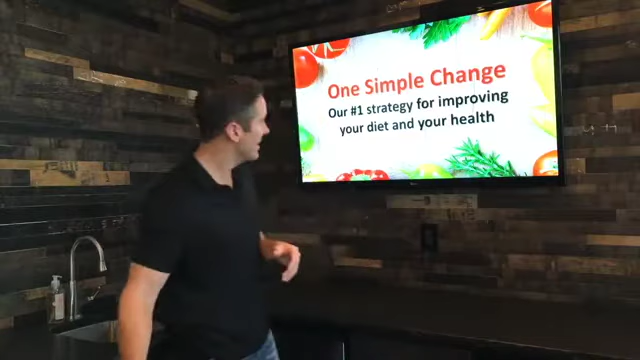 One Simple Change
Our #1 strategy for improving
your diet and your health